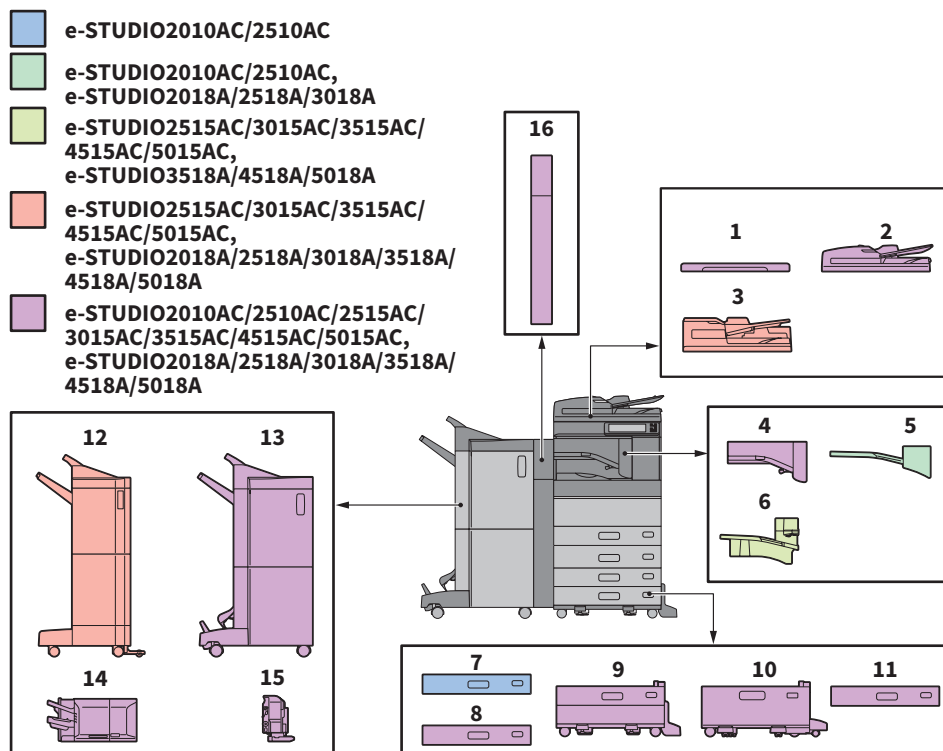 e-STUDIO2010AC/2510AC
e-STUDIO2010AC/2510AC,
e-STUDIO2018A/2518A/3018A
e-STUDIO2515AC/3015AC/3515AC/
4515AC/5015AC,
e-STUDIO3518A/4518A/5018A
e-STUDIO2515AC/3015AC/3515AC/
4515AC/5015AC,
e-STUDIO2018A/2518A/3018A/3518A/
4518A/5018A
e-STUDIO2010AC/2510AC/2515AC/
3015AC/3515AC/4515AC/5015AC,
e-STUDIO2018A/2518A/3018A/3518A/
4518A/5018A
16
1 2
3
12 13
14 15
4 5
6
7 9 10 11
8